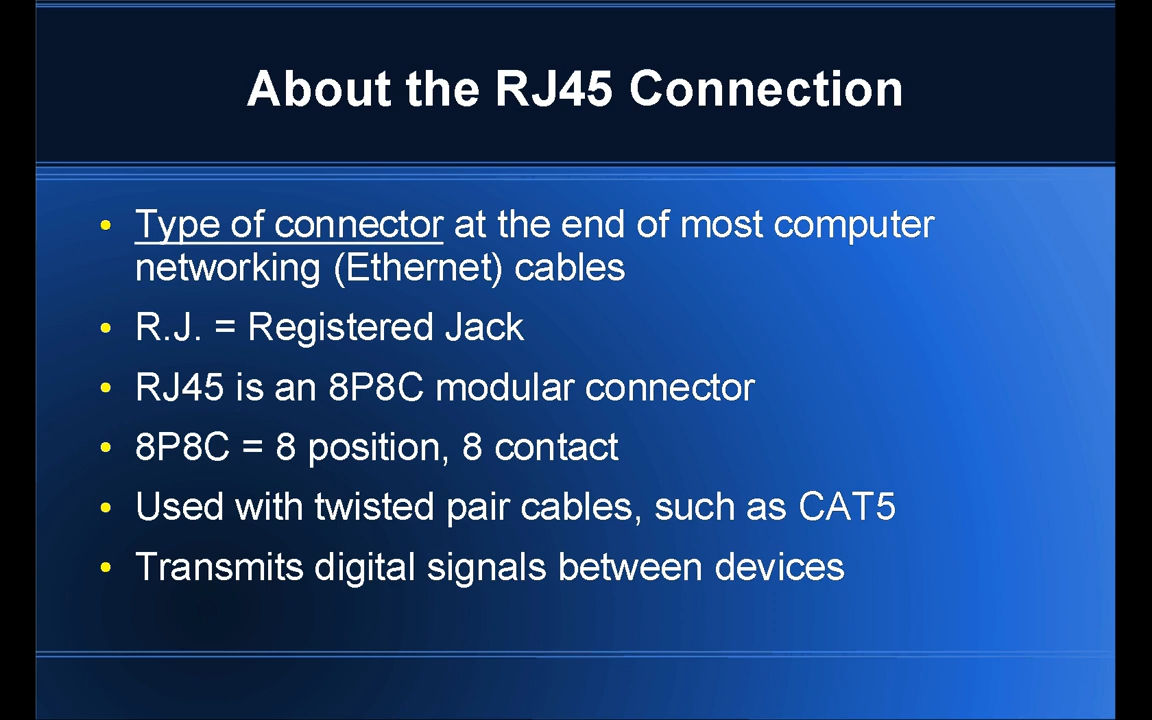 About the RJ45 Connection
• Type of connector at the end of most computer
networking (Ethernet) cables
• R.J. = Registered Jack
• RJ45 is an 8P8C modular connector
• 8P8C = 8 position, 8 contact
• Used with twisted pair cables, such as CAT5
• Transmits digital signals between devices